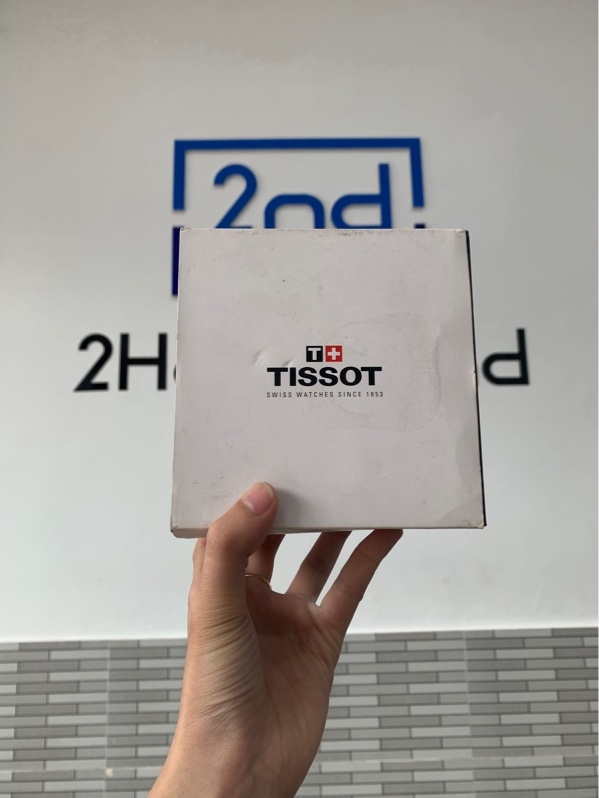 2nd
2H
d
T+
TISSOT
SWISS WATCHES SINCE 1853